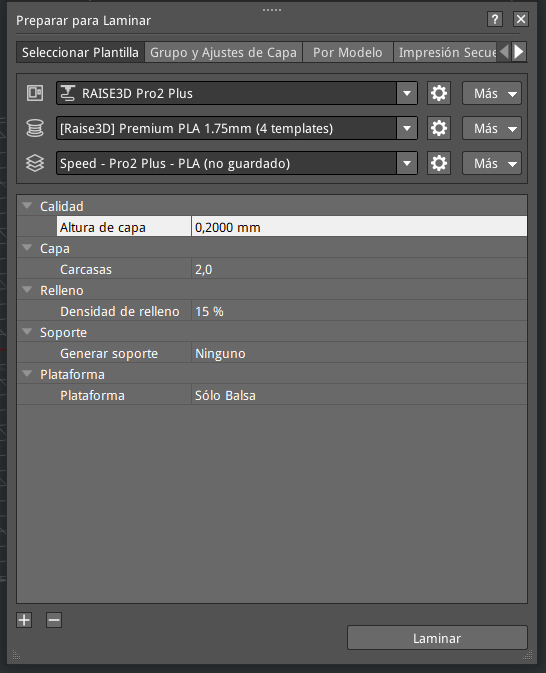 Preparar para Laminar
Seleccionar Plantilla Grupo y Ajustes de Capa Por Modelo Impresión Secue
RAISE3D Pro2 Plus Más
[Raise3D] Premium PLA 1.75mm (4 templates) Más
Speed - Pro2 Plus - PLA (no guardado) Más
Calidad
Altura de capa 0,2000 mm
Capa
Carcasas 2,0
Relleno
Densidad de relleno 15 %
Soporte
Generar soporte Ninguno
Plataforma
Plataforma Sólo Balsa
Laminar